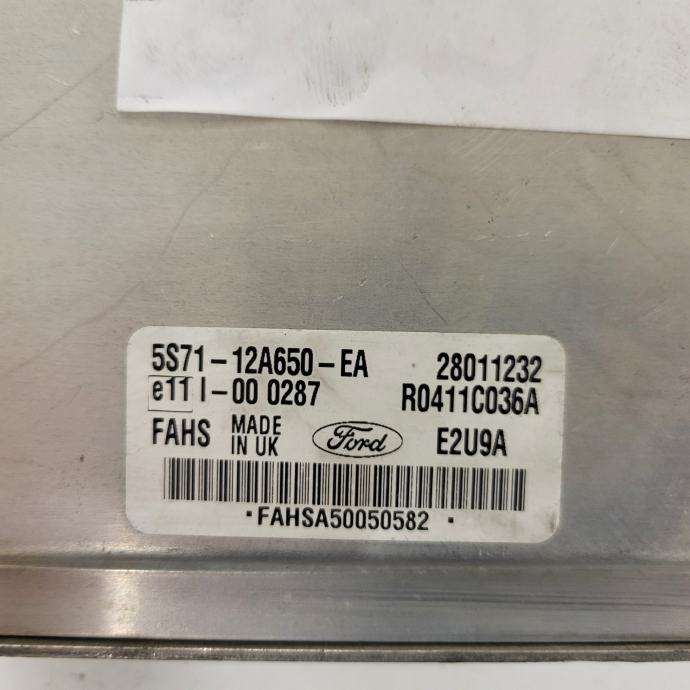 5S71-12A650-EA 28011232
e11 I-00 0287 R0411C036A
FAHS MADE IN UK Ford E2U9A
·FAHSA50050582 ·